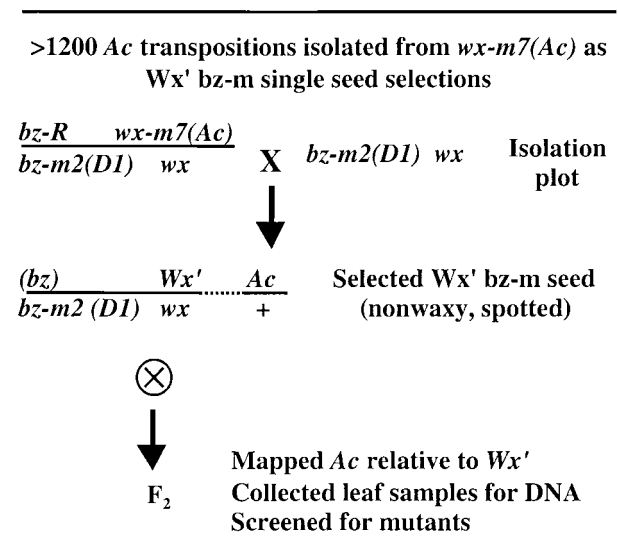 >1200 Ac transpositions isolated from wx-m7(Ac) as
Wx' bz-m single seed selections
bz-R wx-m7(Ac)
bz-m2(D1) wx X bz-m2(D1) wx
Isolation
plot
(bz) Wx' Ac
bz-m2 (D1) wx +
Selected Wx' bz-m seed
(nonwaxy, spotted)
F₂
Mapped Ac relative to Wx'
Collected leaf samples for DNA
Screened for mutants